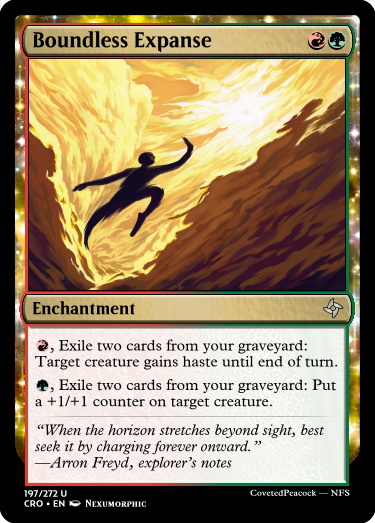 Boundless Expanse
Enchantment
, Exile two cards from your graveyard:
Target creature gains haste until end of turn.
, Exile two cards from your graveyard: Put
a +1/+1 counter on target creature.
“When the horizon stretches beyond sight, best
seek it by charging forever onward.”
—Arron Freyd, explorer’s notes
197/272 U
CovetedPeacock — NFS
CRO • EN Nexumorphic